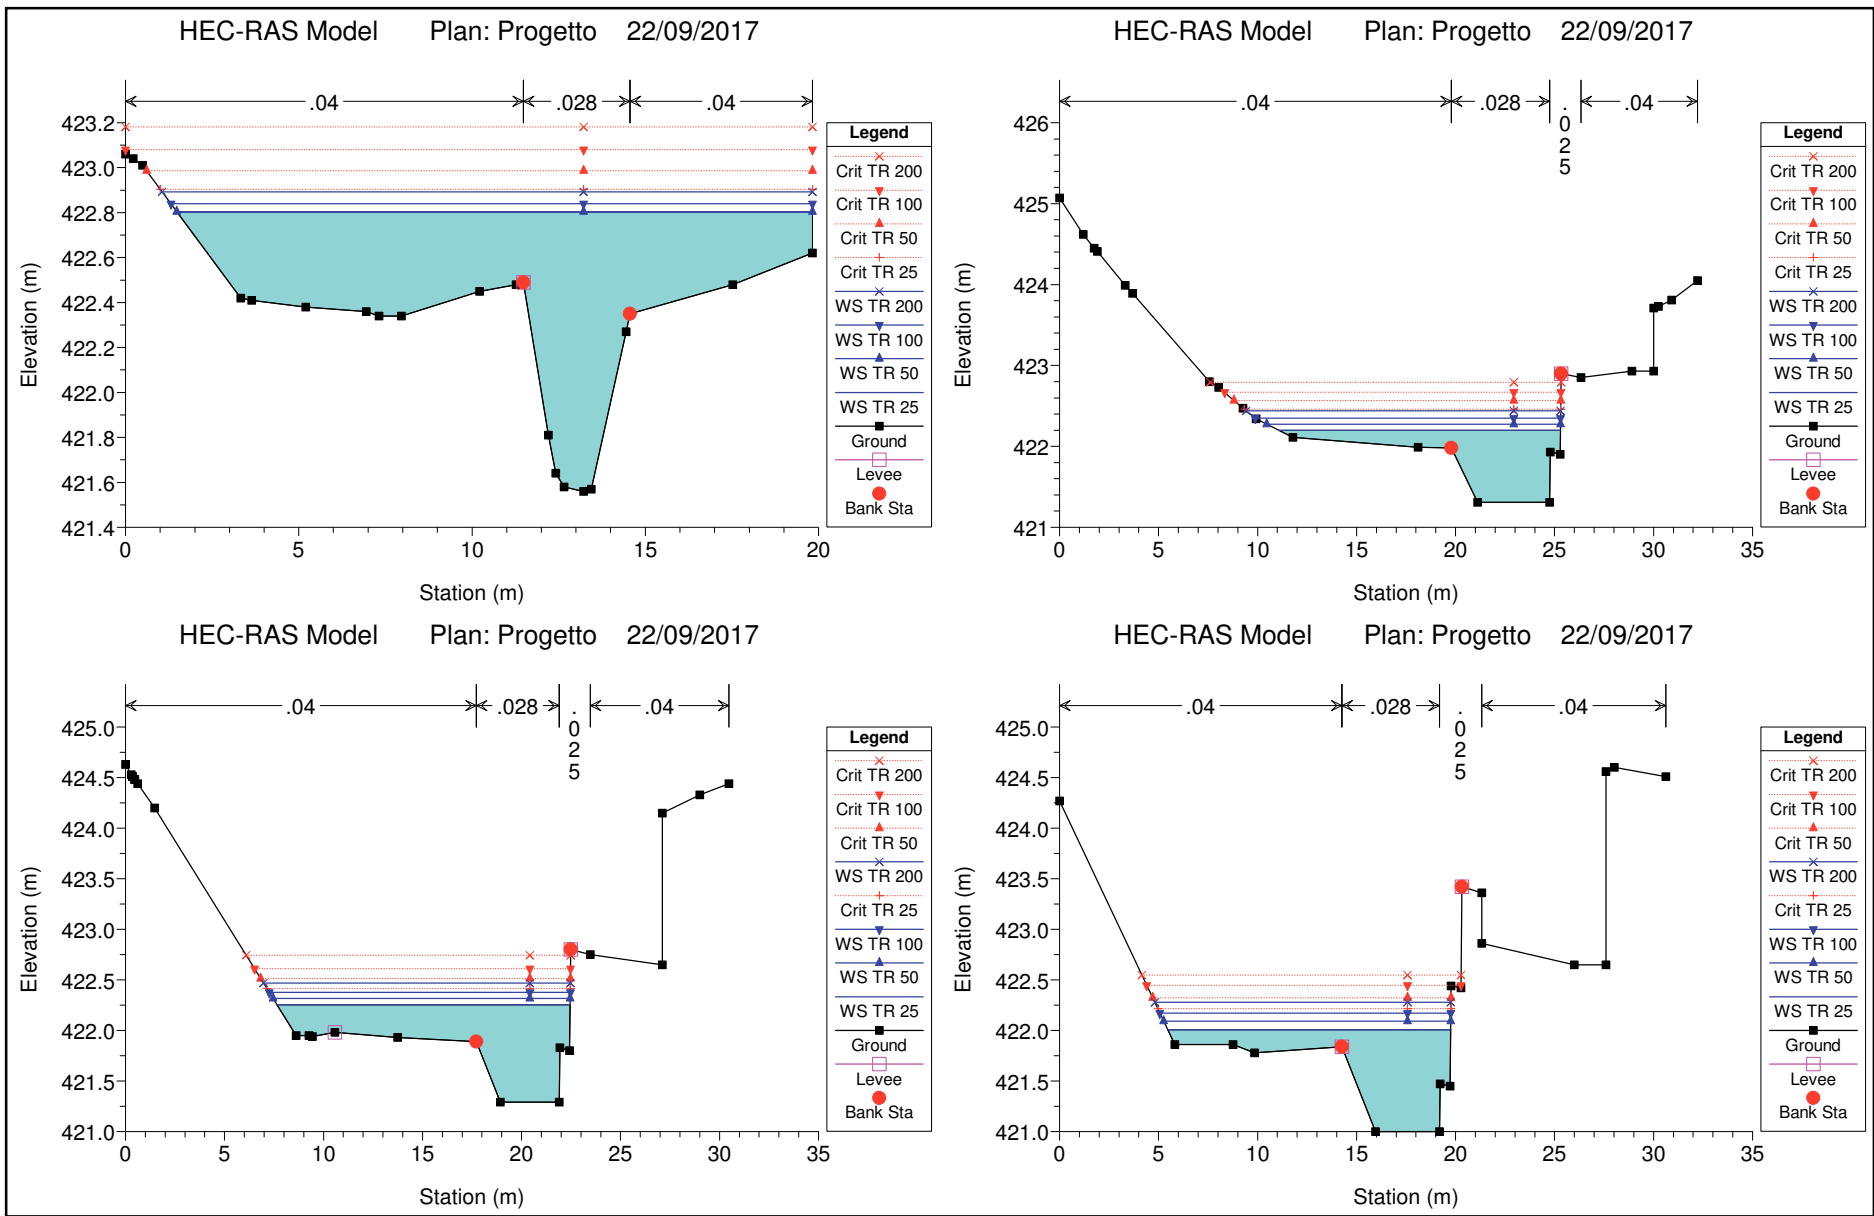 HEC-RAS Model Plan: Progetto 22/09/2017
.04 .028 .04
423.2
423.0
422.8
422.6
422.4
422.2
422.0
421.8
421.6
421.4
Elevation (m)
0 5 10 15 20
Station (m)
Legend
Crit TR 200
Crit TR 100
Crit TR 50
Crit TR 25
WS TR 200
WS TR 100
WS TR 50
WS TR 25
Ground
Levee
Bank Sta
HEC-RAS Model Plan: Progetto 22/09/2017
.04 .028 .025 .04
426
425
424
423
422
421
Elevation (m)
0 5 10 15 20 25 30 35
Station (m)
Legend
Crit TR 200
Crit TR 100
Crit TR 50
Crit TR 25
WS TR 200
WS TR 100
WS TR 50
WS TR 25
Ground
Levee
Bank Sta
HEC-RAS Model Plan: Progetto 22/09/2017
.04 .028 .025 .04
425.0
424.5
424.0
423.5
423.0
422.5
422.0
421.5
421.0
Elevation (m)
0 5 10 15 20 25 30 35
Station (m)
Legend
Crit TR 200
Crit TR 100
Crit TR 50
WS TR 200
Crit TR 25
WS TR 100
WS TR 50
WS TR 25
Ground
Levee
Bank Sta
HEC-RAS Model Plan: Progetto 22/09/2017
.04 .028 .025 .04
425.0
424.5
424.0
423.5
423.0
422.5
422.0
421.5
421.0
Elevation (m)
0 5 10 15 20 25 30 35
Station (m)
Legend
Crit TR 200
Crit TR 100
Crit TR 50
WS TR 200
Crit TR 25
WS TR 100
WS TR 50
WS TR 25
Ground
Levee
Bank Sta